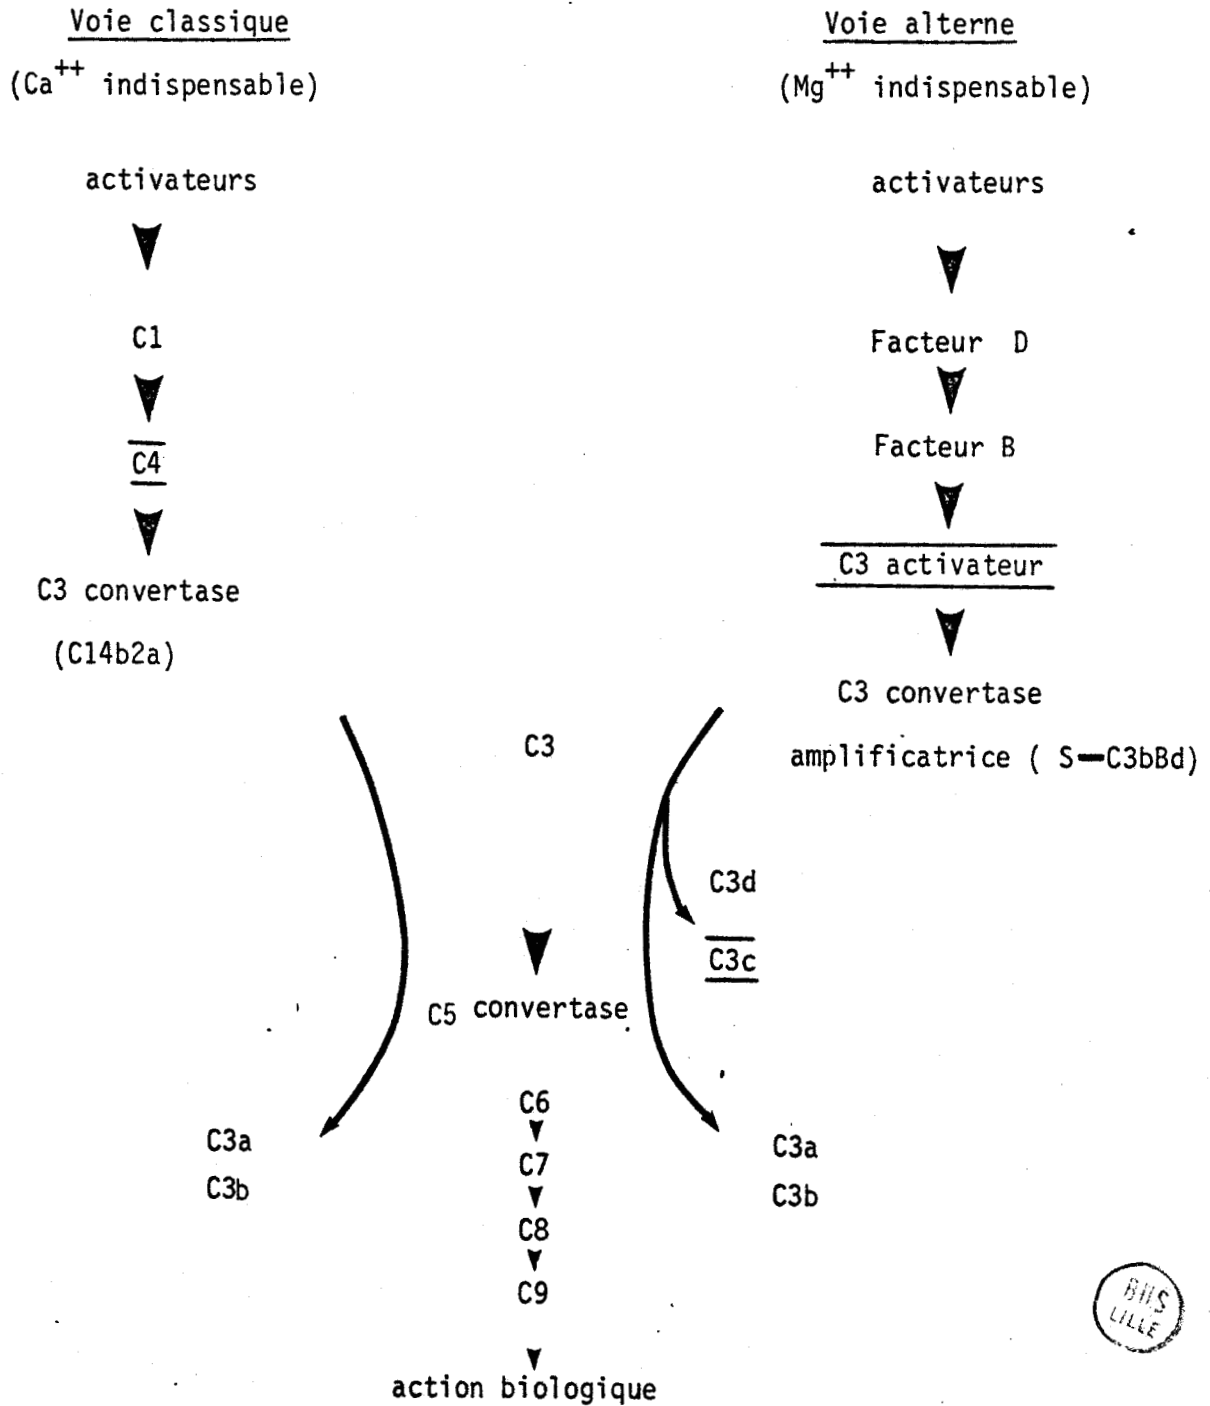 Voie classique
(Ca++ indispensable)
activateurs
C1
C4
C3 convertase
(C14b2a)
Voie alterne
(Mg++ indispensable)
activateurs
Facteur D
Facteur B
C3 activateur
C3 convertase
amplificatrice ( S—C3bBd)
C3
C3d
C3c
C5 convertase
C3a
C3b
C6
C7
C8
C9
action biologique
C3a
C3b
LILLE